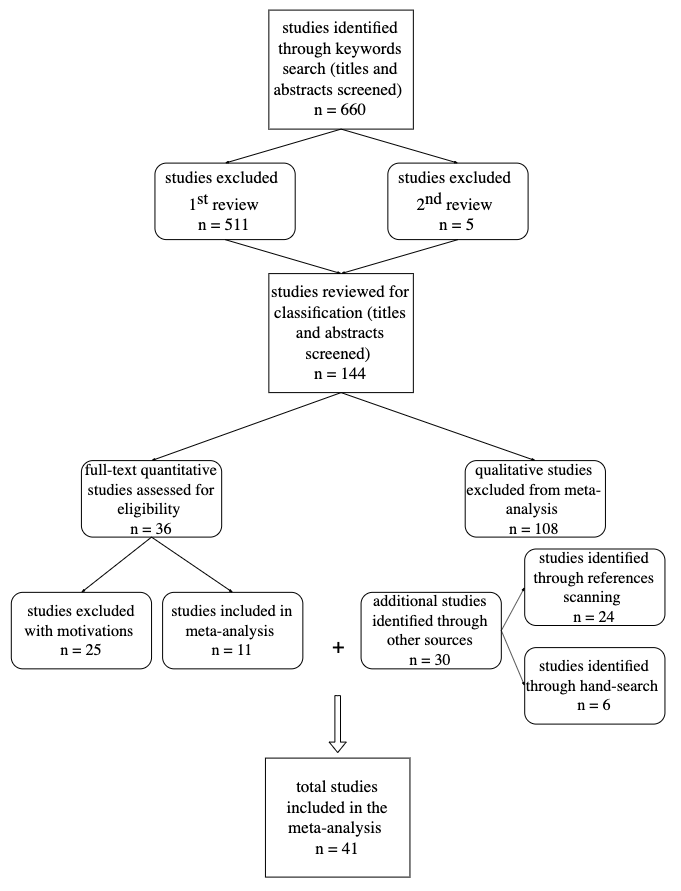 studies identified
through keywords
search (titles and
abstracts screened)
n = 660
studies excluded
1st review
n = 511
studies excluded
2nd review
n = 5
studies reviewed for
classification (titles
and abstracts
screened)
n = 144
full-text quantitative
studies assessed for
eligibility
n = 36
qualitative studies
excluded from meta-
analysis
n = 108
studies excluded
with motivations
n = 25
studies included in
meta-analysis
n = 11
+
additional studies
identified through
other sources
n = 30
studies identified
through references
scanning
n = 24
studies identified
through hand-search
n = 6
total studies
included in the
meta-analysis
n = 41